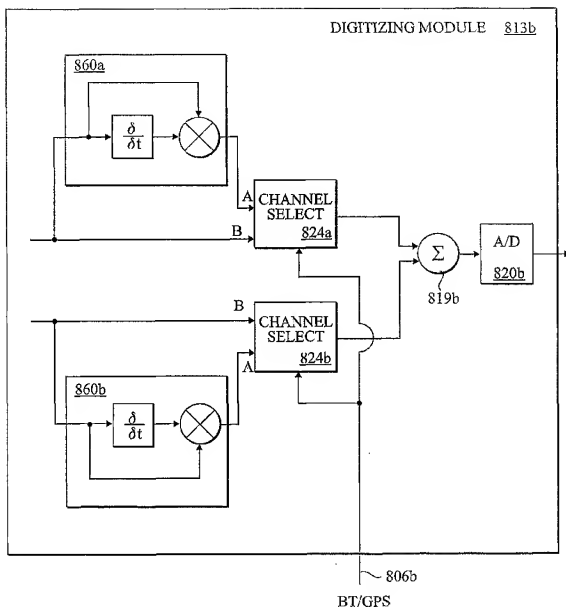 DIGITIZING MODULE 813b
860a
δ
δt
A
CHANNEL
SELECT
824a
B
Σ
819b
A/D
820b
B
CHANNEL
SELECT
824b
A
860b
δ
δt
806b
BT/GPS